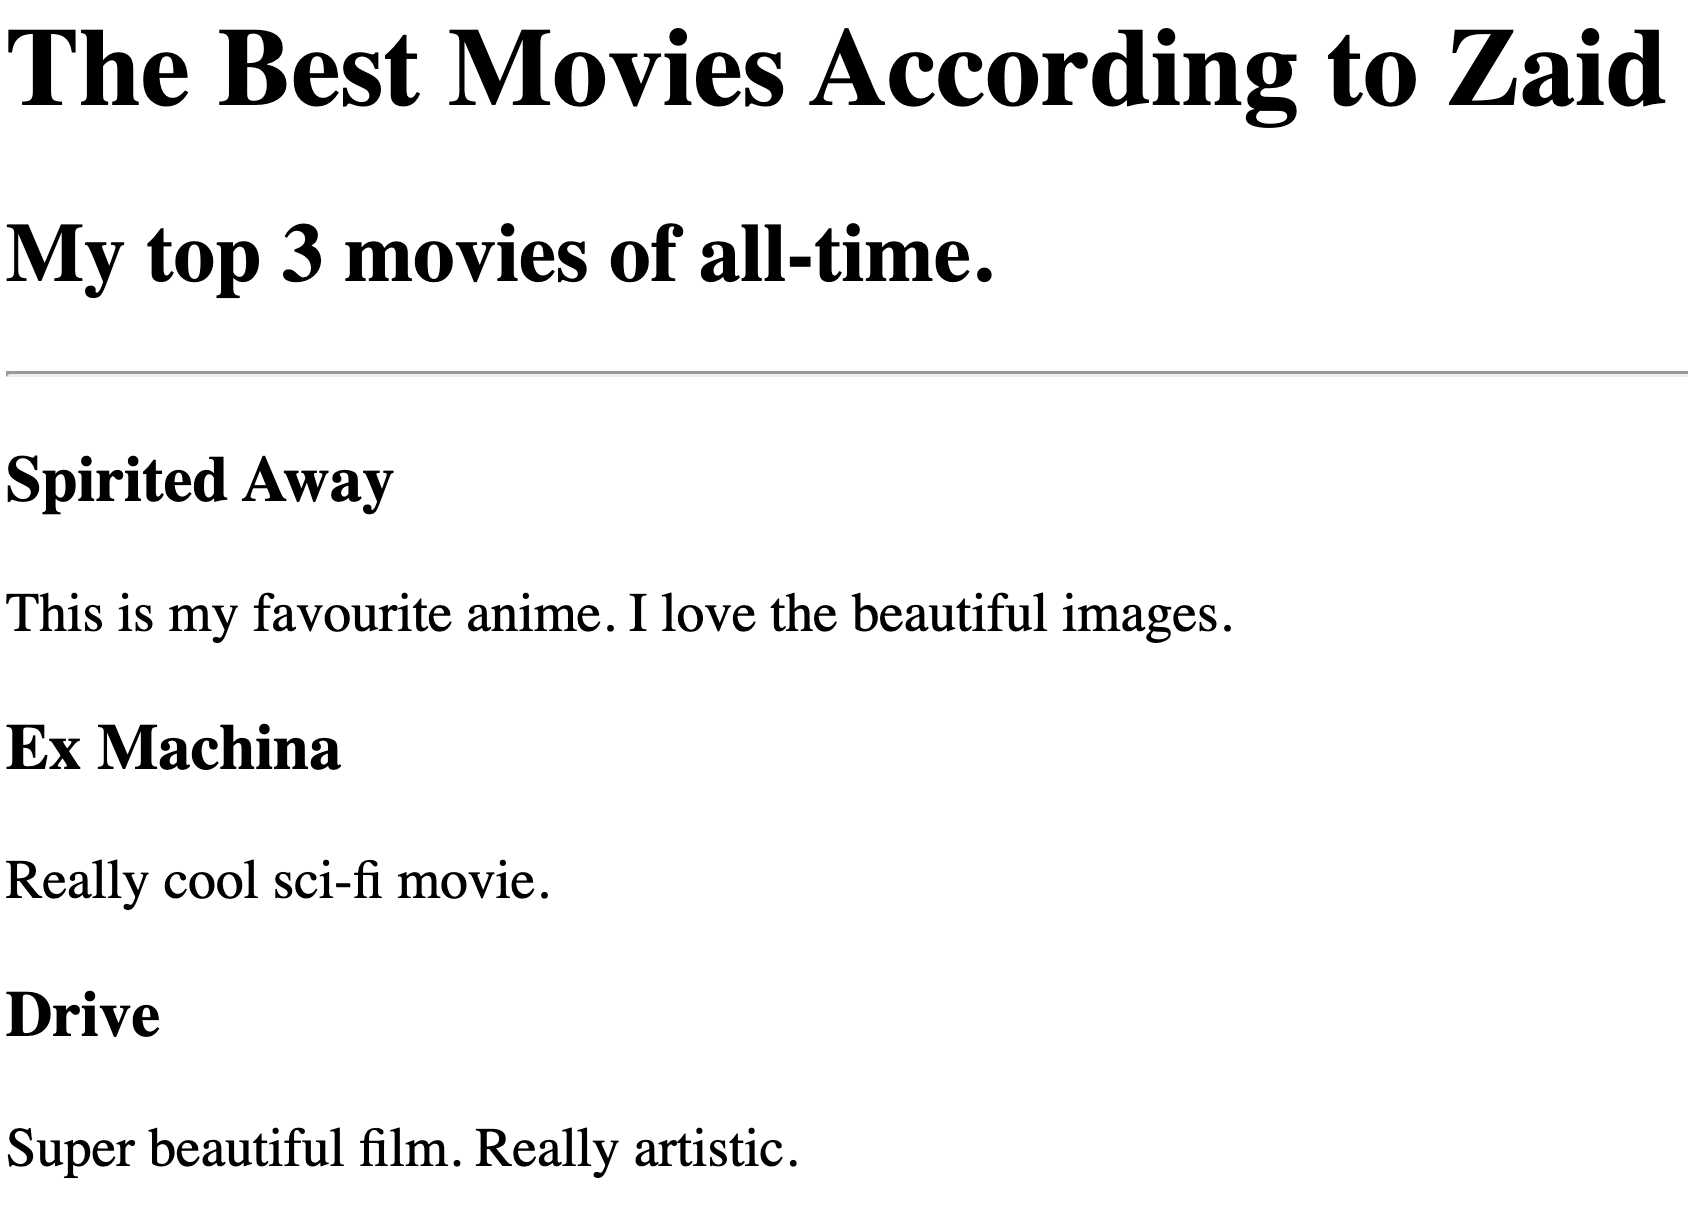 The Best Movies According to Zaid
My top 3 movies of all-time.
Spirited Away
This is my favourite anime. I love the beautiful images.
Ex Machina
Really cool sci-fi movie.
Drive
Super beautiful film. Really artistic.